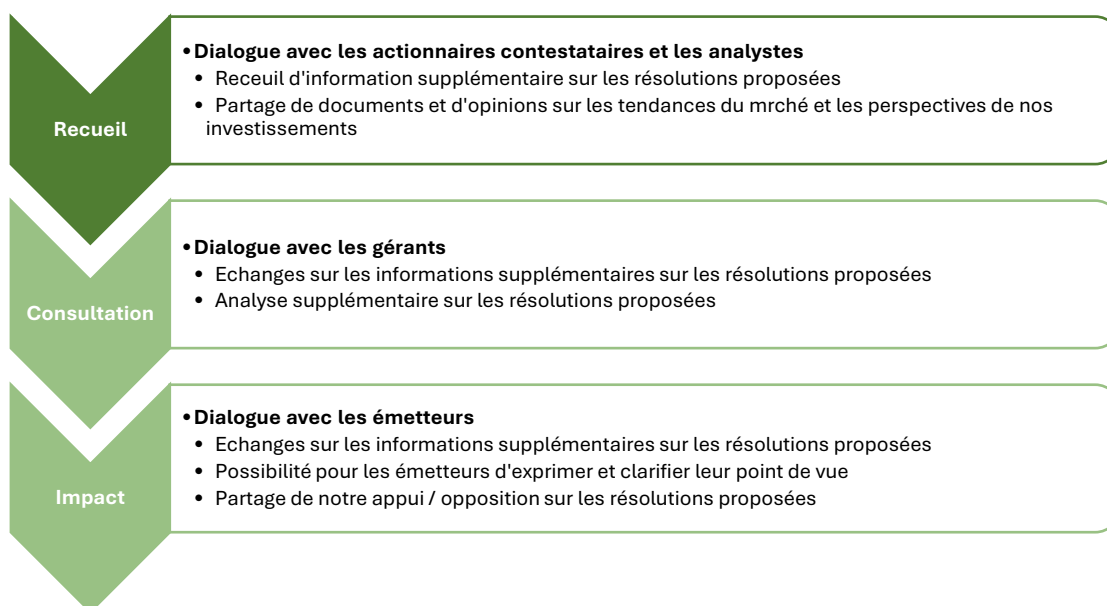 Recueil
•Dialogue avec les actionnaires contestataires et les analystes
• Receuil d'information supplémentaire sur les résolutions proposées
• Partage de documents et d'opinions sur les tendances du mrché et les perspectives de nos
investissements
Consultation
•Dialogue avec les gérants
• Echanges sur les informations supplémentaires sur les résolutions proposées
• Analyse supplémentaire sur les résolutions proposées
Impact
•Dialogue avec les émetteurs
• Echanges sur les informations supplémentaires sur les résolutions proposées
• Possibilité pour les émetteurs d'exprimer et clarifier leur point de vue
• Partage de notre appui / opposition sur les résolutions proposées